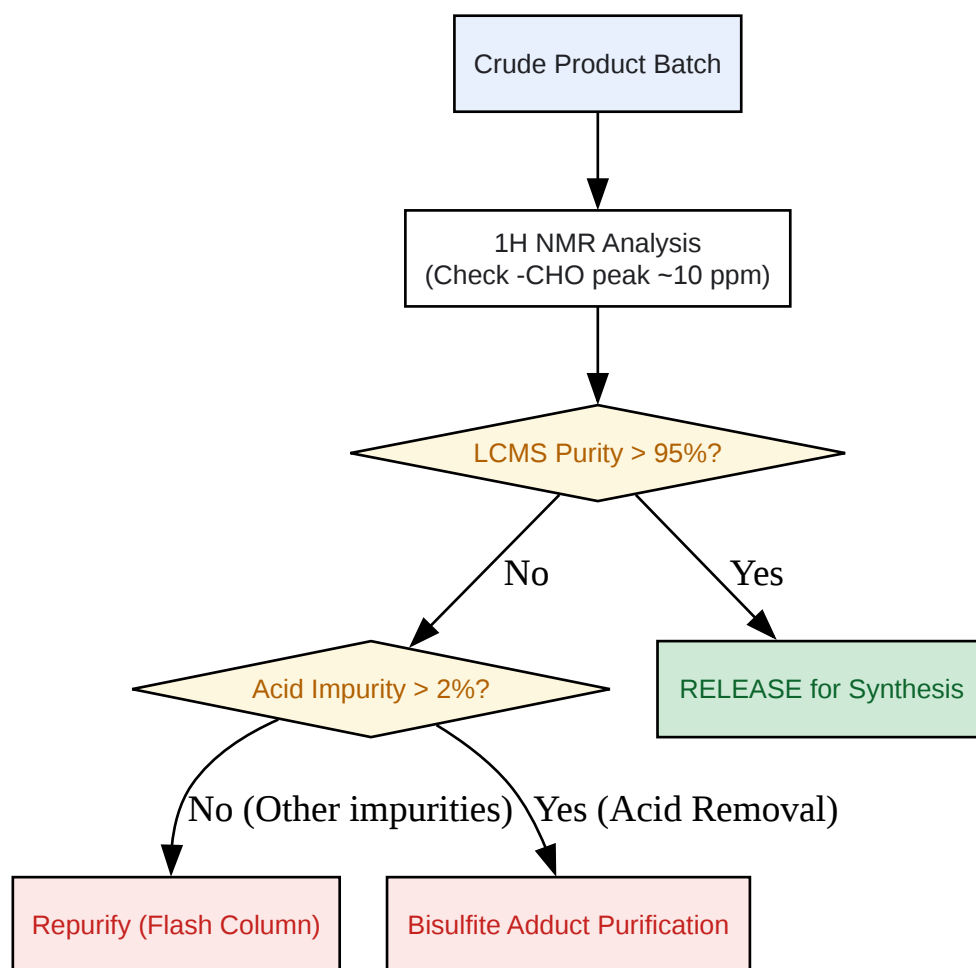 Crude Product Batch
1H NMR Analysis
(Check -CHO peak ~10 ppm)
LCMS Purity > 95%?
No
Yes
Acid Impurity > 2%?
RELEASE for Synthesis
No (Other impurities)
Yes (Acid Removal)
Repurify (Flash Column)
Bisulfite Adduct Purification